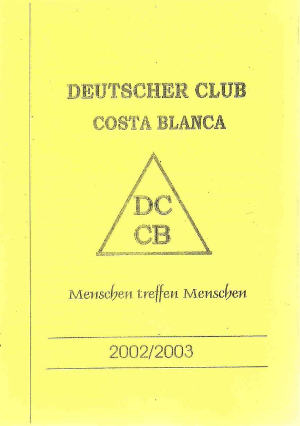 DEUTSCHER CLUB
COSTA BLANCA
DC
CB
Menschen treffen Menschen
2002/2003